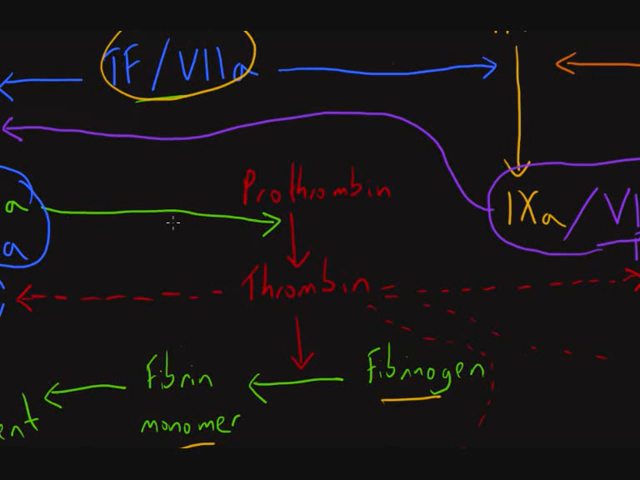 TF/VIIa
Prothrombin
a
IXa/VI
a
Thrombin
Fibrin
Fibrinogen
monomer
ent